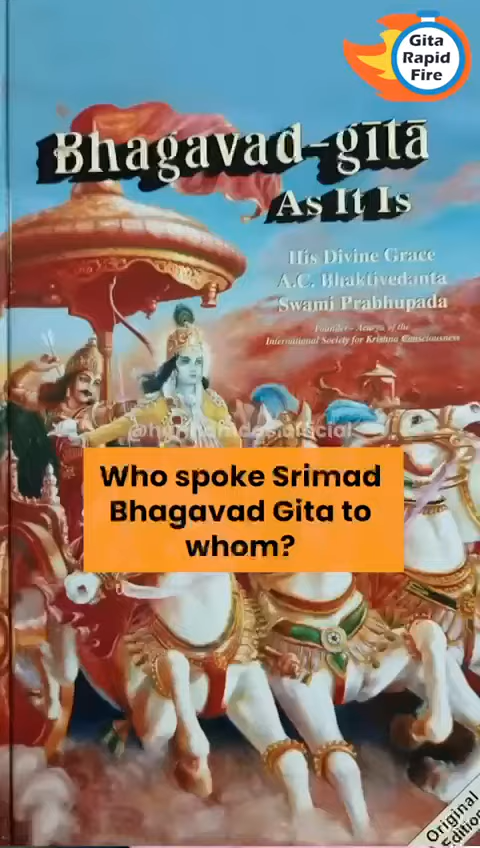 Gita
Rapid
Fire
Bhagavad-gītā
As It Is
His Divine Grace
A.C. Bhaktivedanta
Swami Prabhupada
Founder-Ācārya of the
International Society for Krishna Consciousness
Who spoke Srimad
Bhagavad Gita to
whom?
Original
Edition